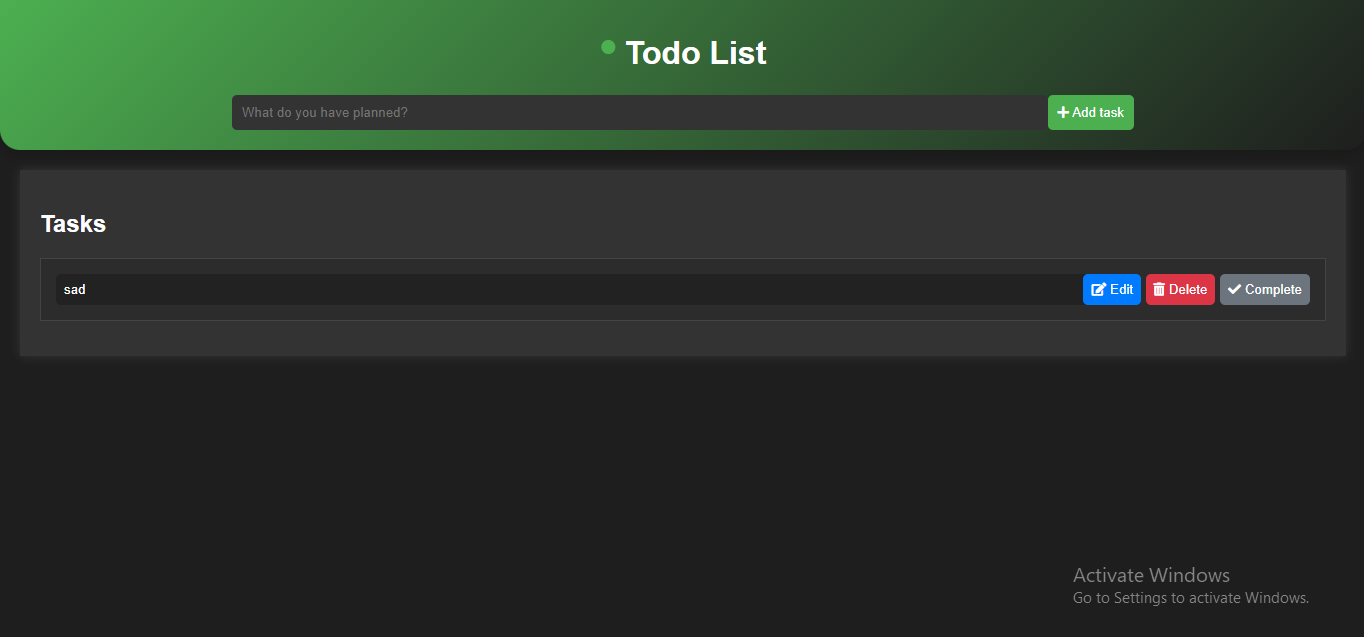 Todo List
What do you have planned?
Add task
Tasks
sad
Edit
Delete
Complete
Activate Windows
Go to Settings to activate Windows.